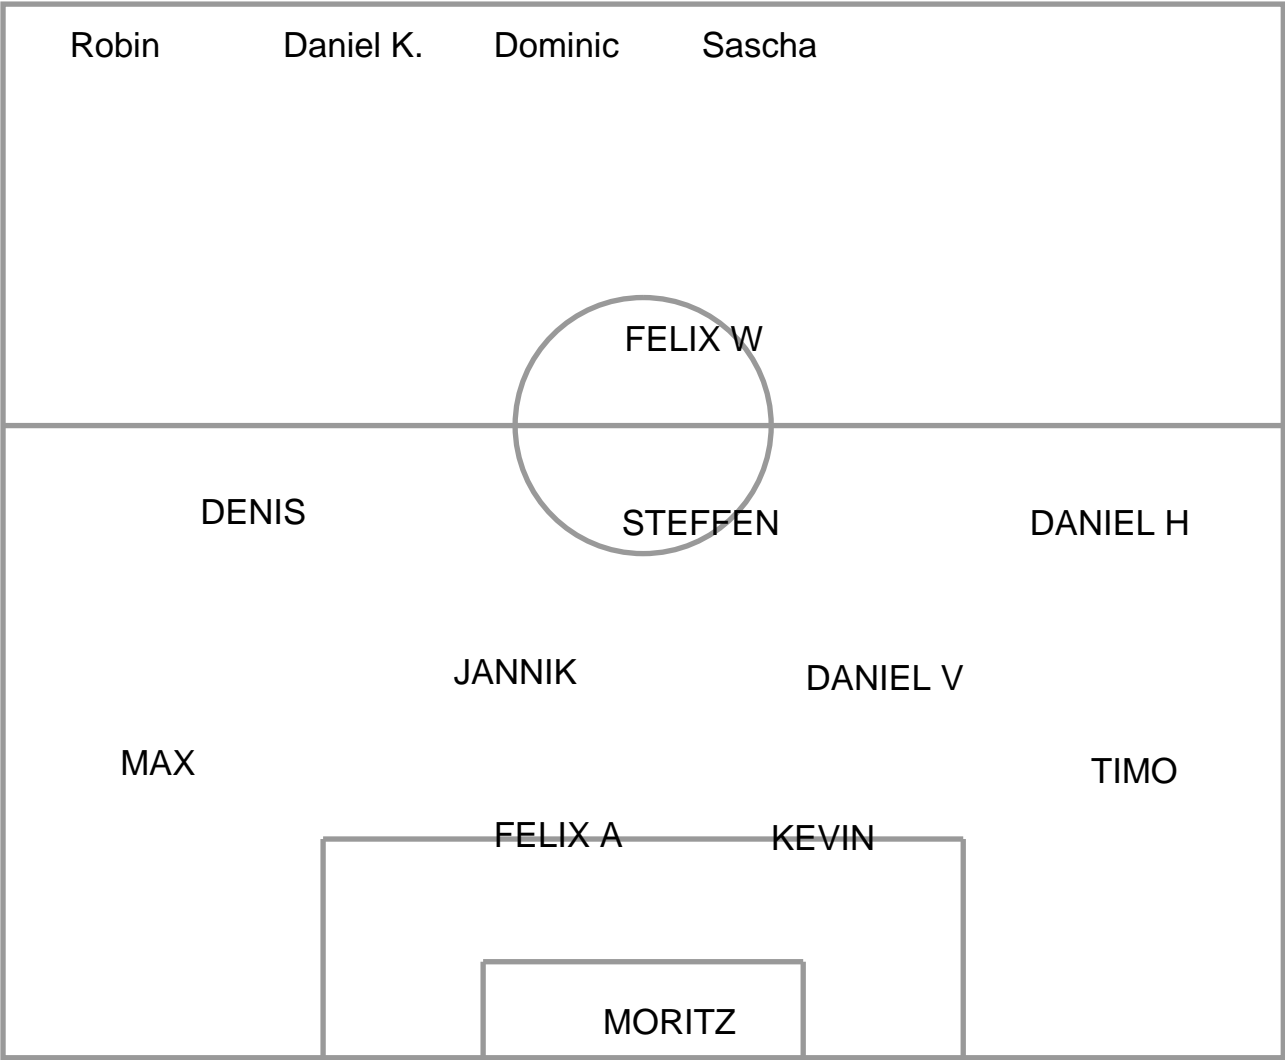 Robin Daniel K. Dominic Sascha
FELIX W
DENIS STEFFEN DANIEL H
JANNIK DANIEL V
MAX TIMO
FELIX A KEVIN
MORITZ